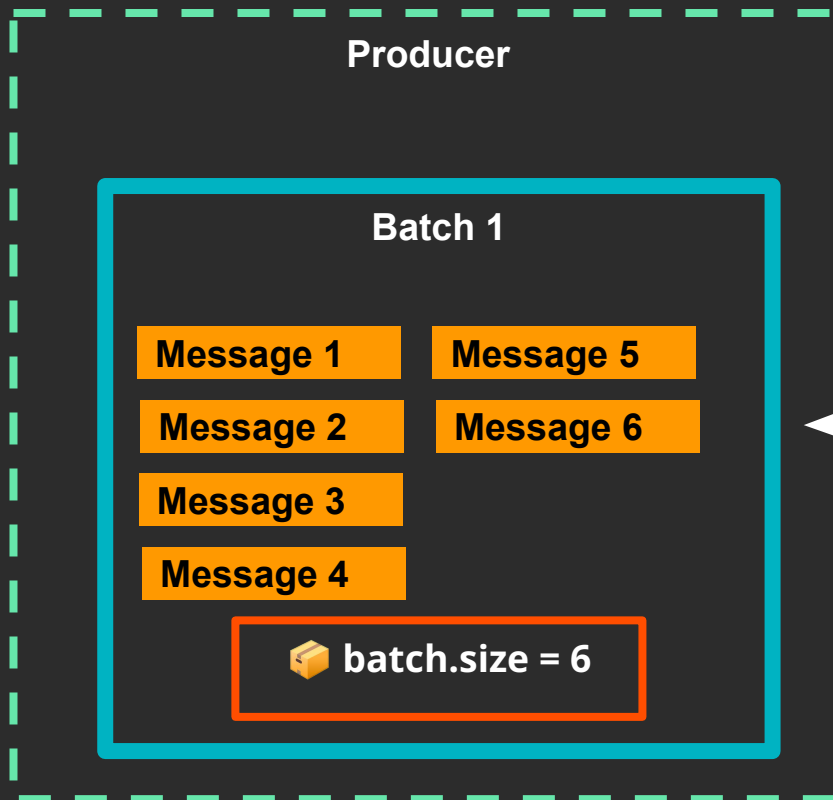 Producer
Batch 1
Message 1
Message 2
Message 3
Message 4
Message 5
Message 6
📦 batch.size = 6